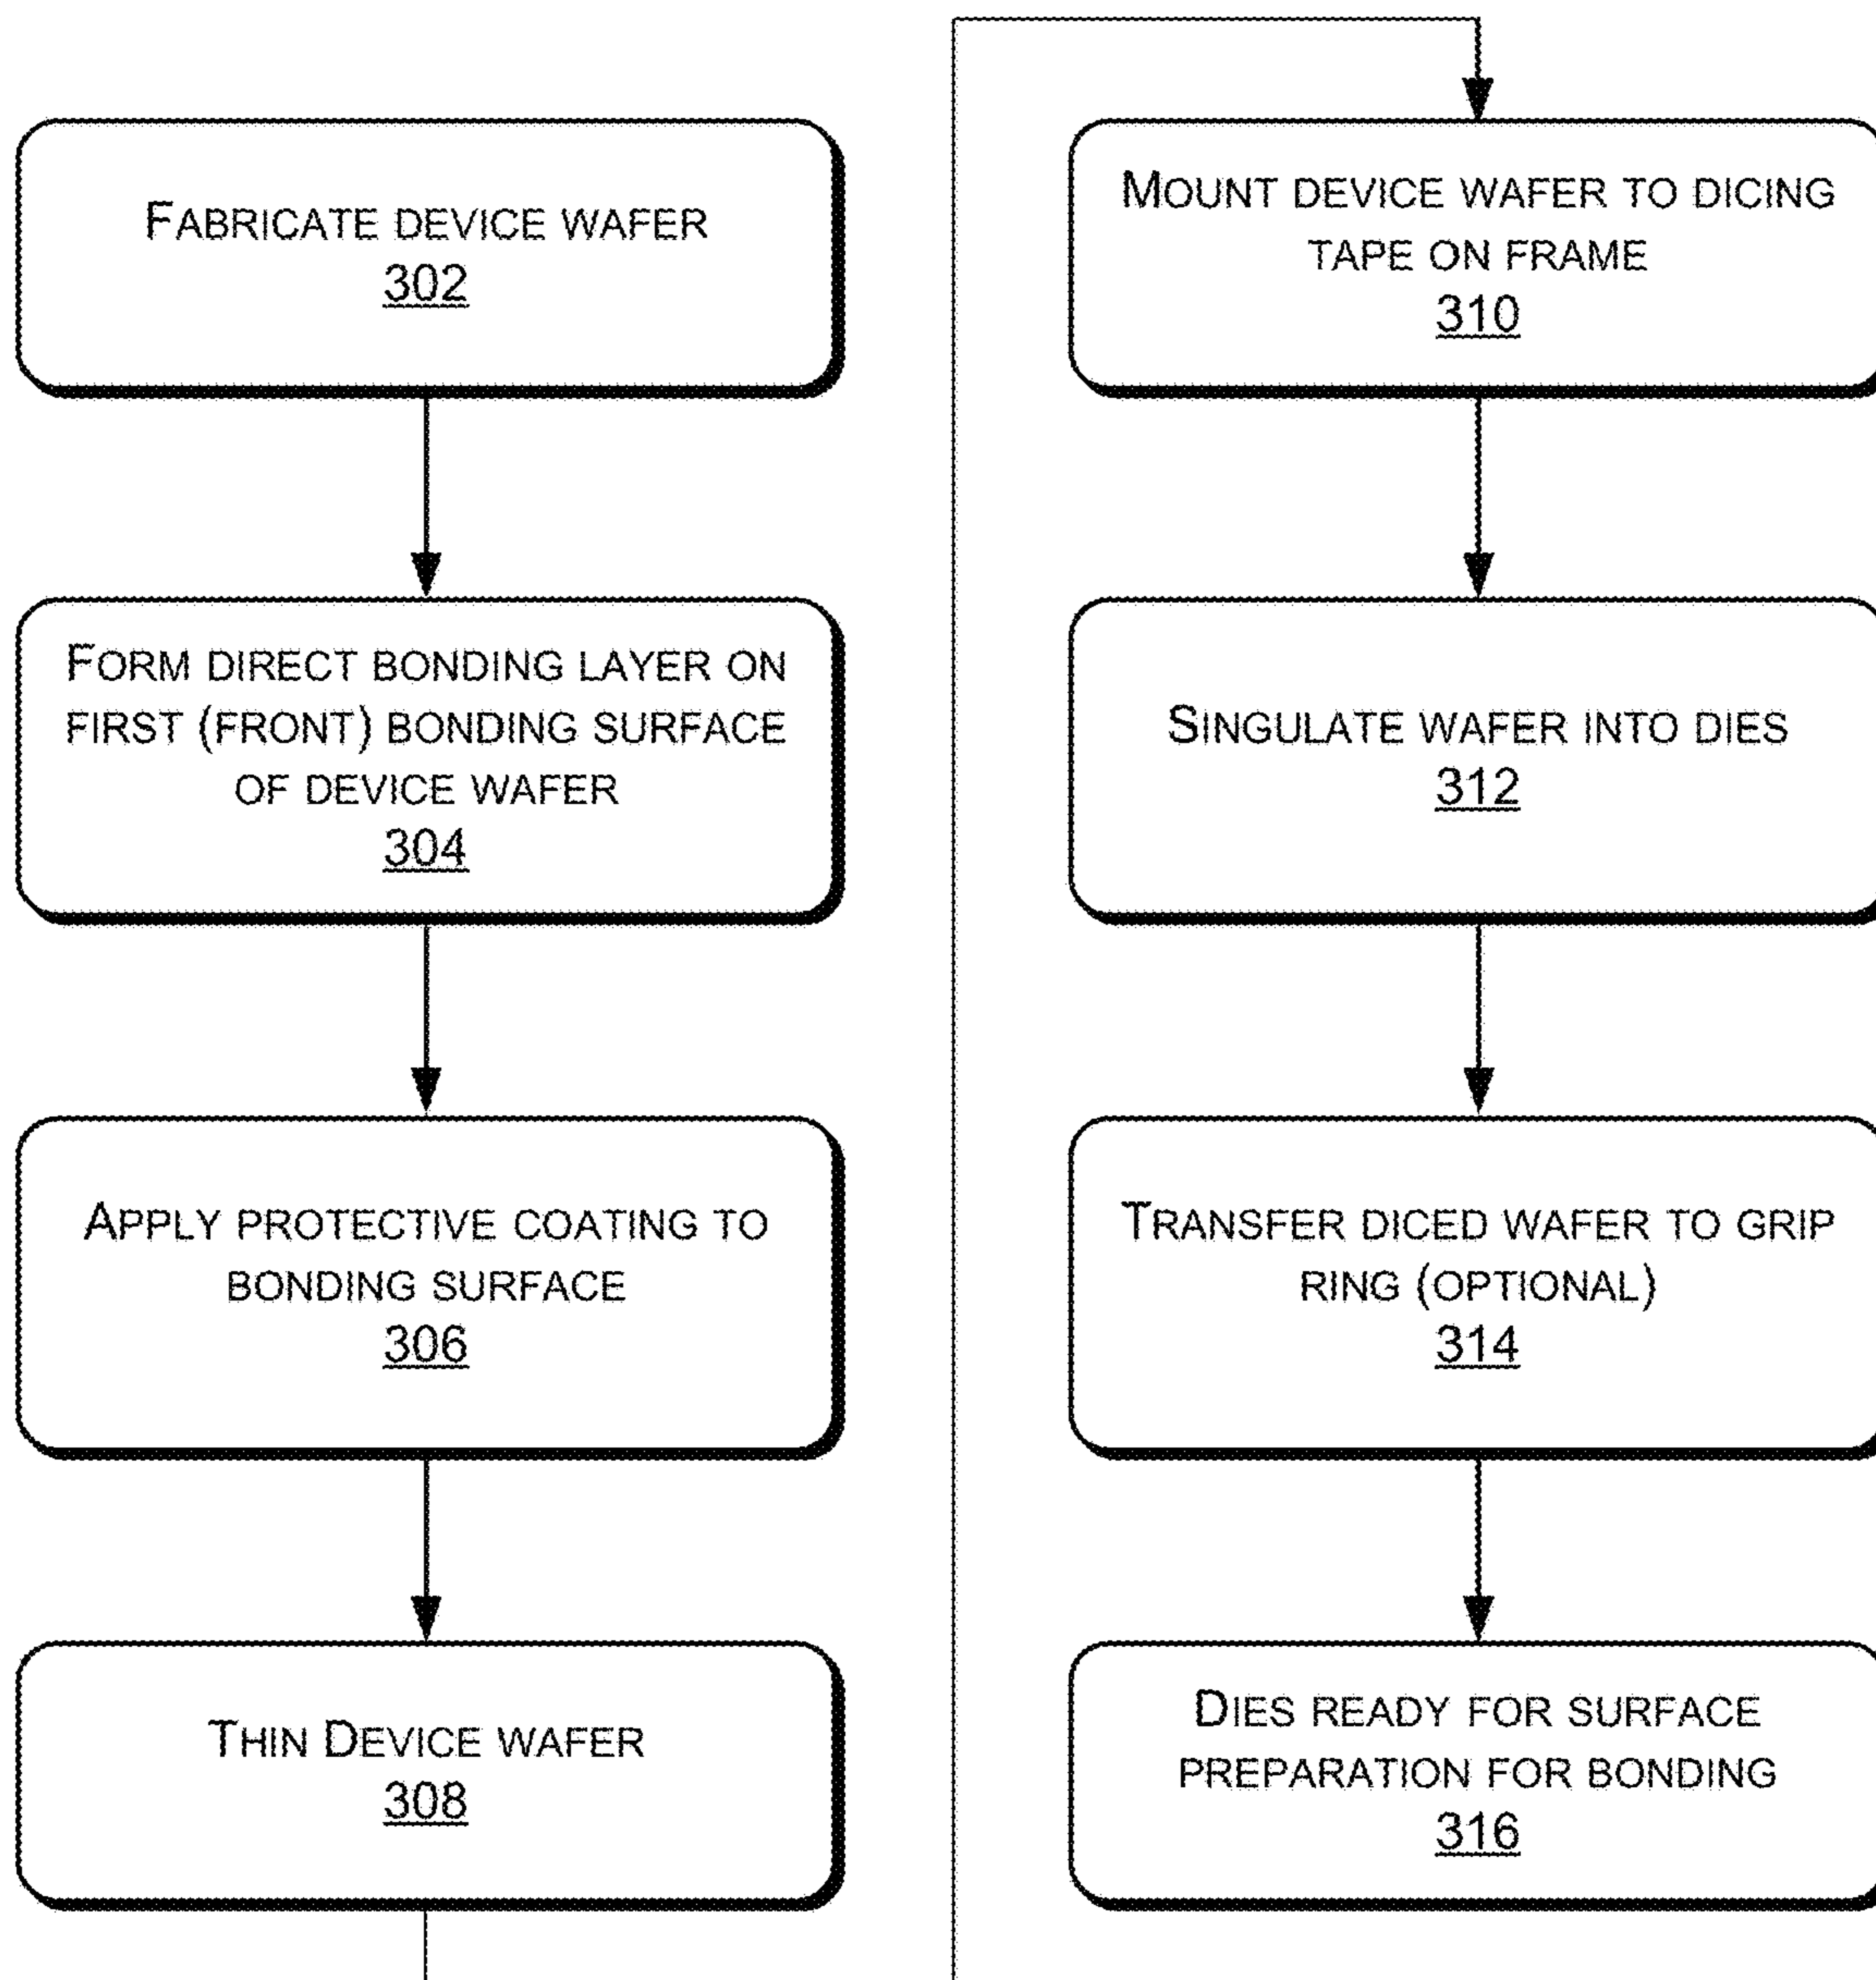 FABRICATE DEVICE WAFER
302
FORM DIRECT BONDING LAYER ON
FIRST (FRONT) BONDING SURFACE
OF DEVICE WAFER
304
APPLY PROTECTIVE COATING TO
BONDING SURFACE
306
THIN DEVICE WAFER
308
MOUNT DEVICE WAFER TO DICING
TAPE ON FRAME
310
SINGULATE WAFER INTO DIES
312
TRANSFER DICED WAFER TO GRIP
RING (OPTIONAL)
314
DIES READY FOR SURFACE
PREPARATION FOR BONDING
316